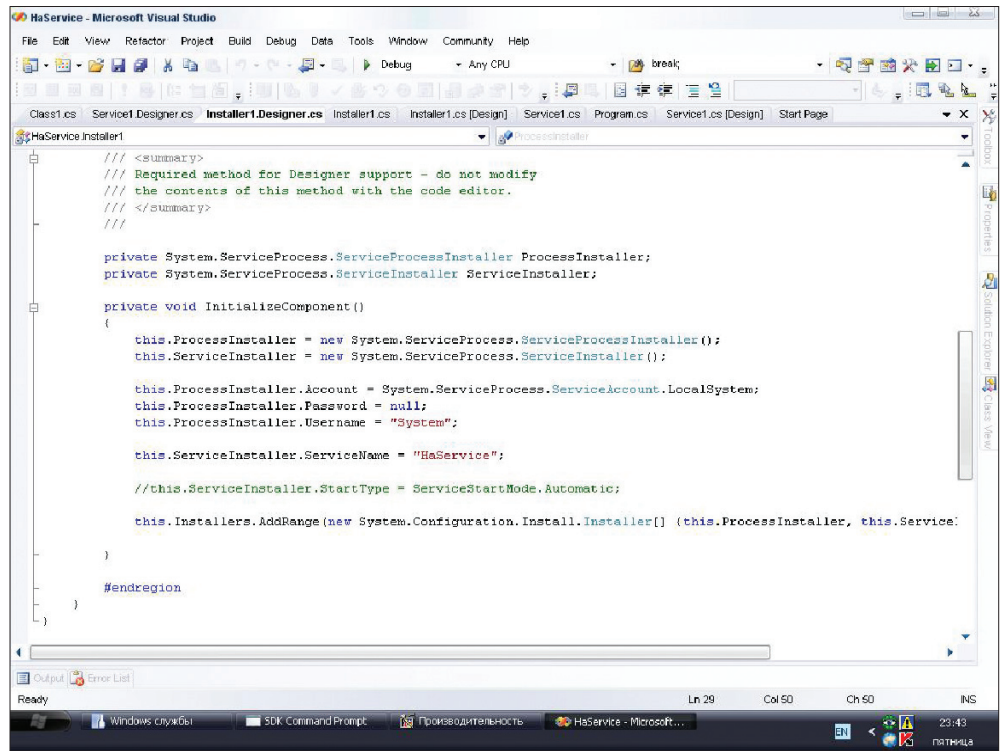 HaService - Microsoft Visual Studio
File Edit View Refactor Project Build Debug Data Tools Window Community Help
Debug Any CPU break;
Class1.cs Service1.Designer.cs Installer1.Designer.cs Installer1.cs Installer1.cs [Design] Service1.cs Program.cs Service1.cs [Design] Start Page
HaService.Installer1 ProcessInstaller
/// <summary>
/// Required method for Designer support - do not modify
/// the contents of this method with the code editor.
/// </summary>
///
private System.ServiceProcess.ServiceProcessInstaller ProcessInstaller;
private System.ServiceProcess.ServiceInstaller ServiceInstaller;
private void InitializeComponent()
{
this.ProcessInstaller = new System.ServiceProcess.ServiceProcessInstaller();
this.ServiceInstaller = new System.ServiceProcess.ServiceInstaller();
this.ProcessInstaller.Account = System.ServiceProcess.ServiceAccount.LocalSystem;
this.ProcessInstaller.Password = null;
this.ProcessInstaller.Username = "System";
this.ServiceInstaller.ServiceName = "HaService";
//this.ServiceInstaller.StartType = ServiceStartMode.Automatic;
this.Installers.AddRange(new System.Configuration.Install.Installer[] {this.ProcessInstaller, this.Service
}
#endregion
}
}
Toolbox
Properties
Solution Explorer
Class View
Output Error List
Ready Ln 29 Col 50 Ch 50 INS
Windows службы SDK Command Prompt Производительность HaService - Microsoft... EN 23:43
пятница